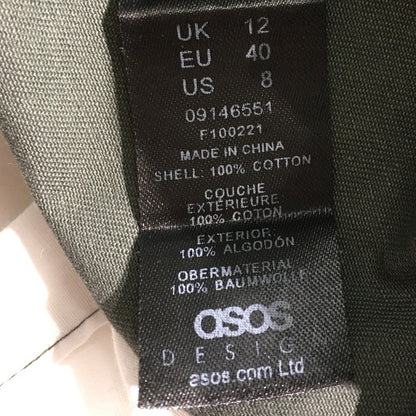 UK 12
EU 40
US 8
09146551
F100221
MADE IN CHINA
SHELL: 100% COTTON
COUCHE
EXTÉRIEURE
100% COTON
EXTERIOR
100% ALGODÓN
OBERMATERIAL
100% BAUMWOLLE
asos
DESIG
asos.com Ltd